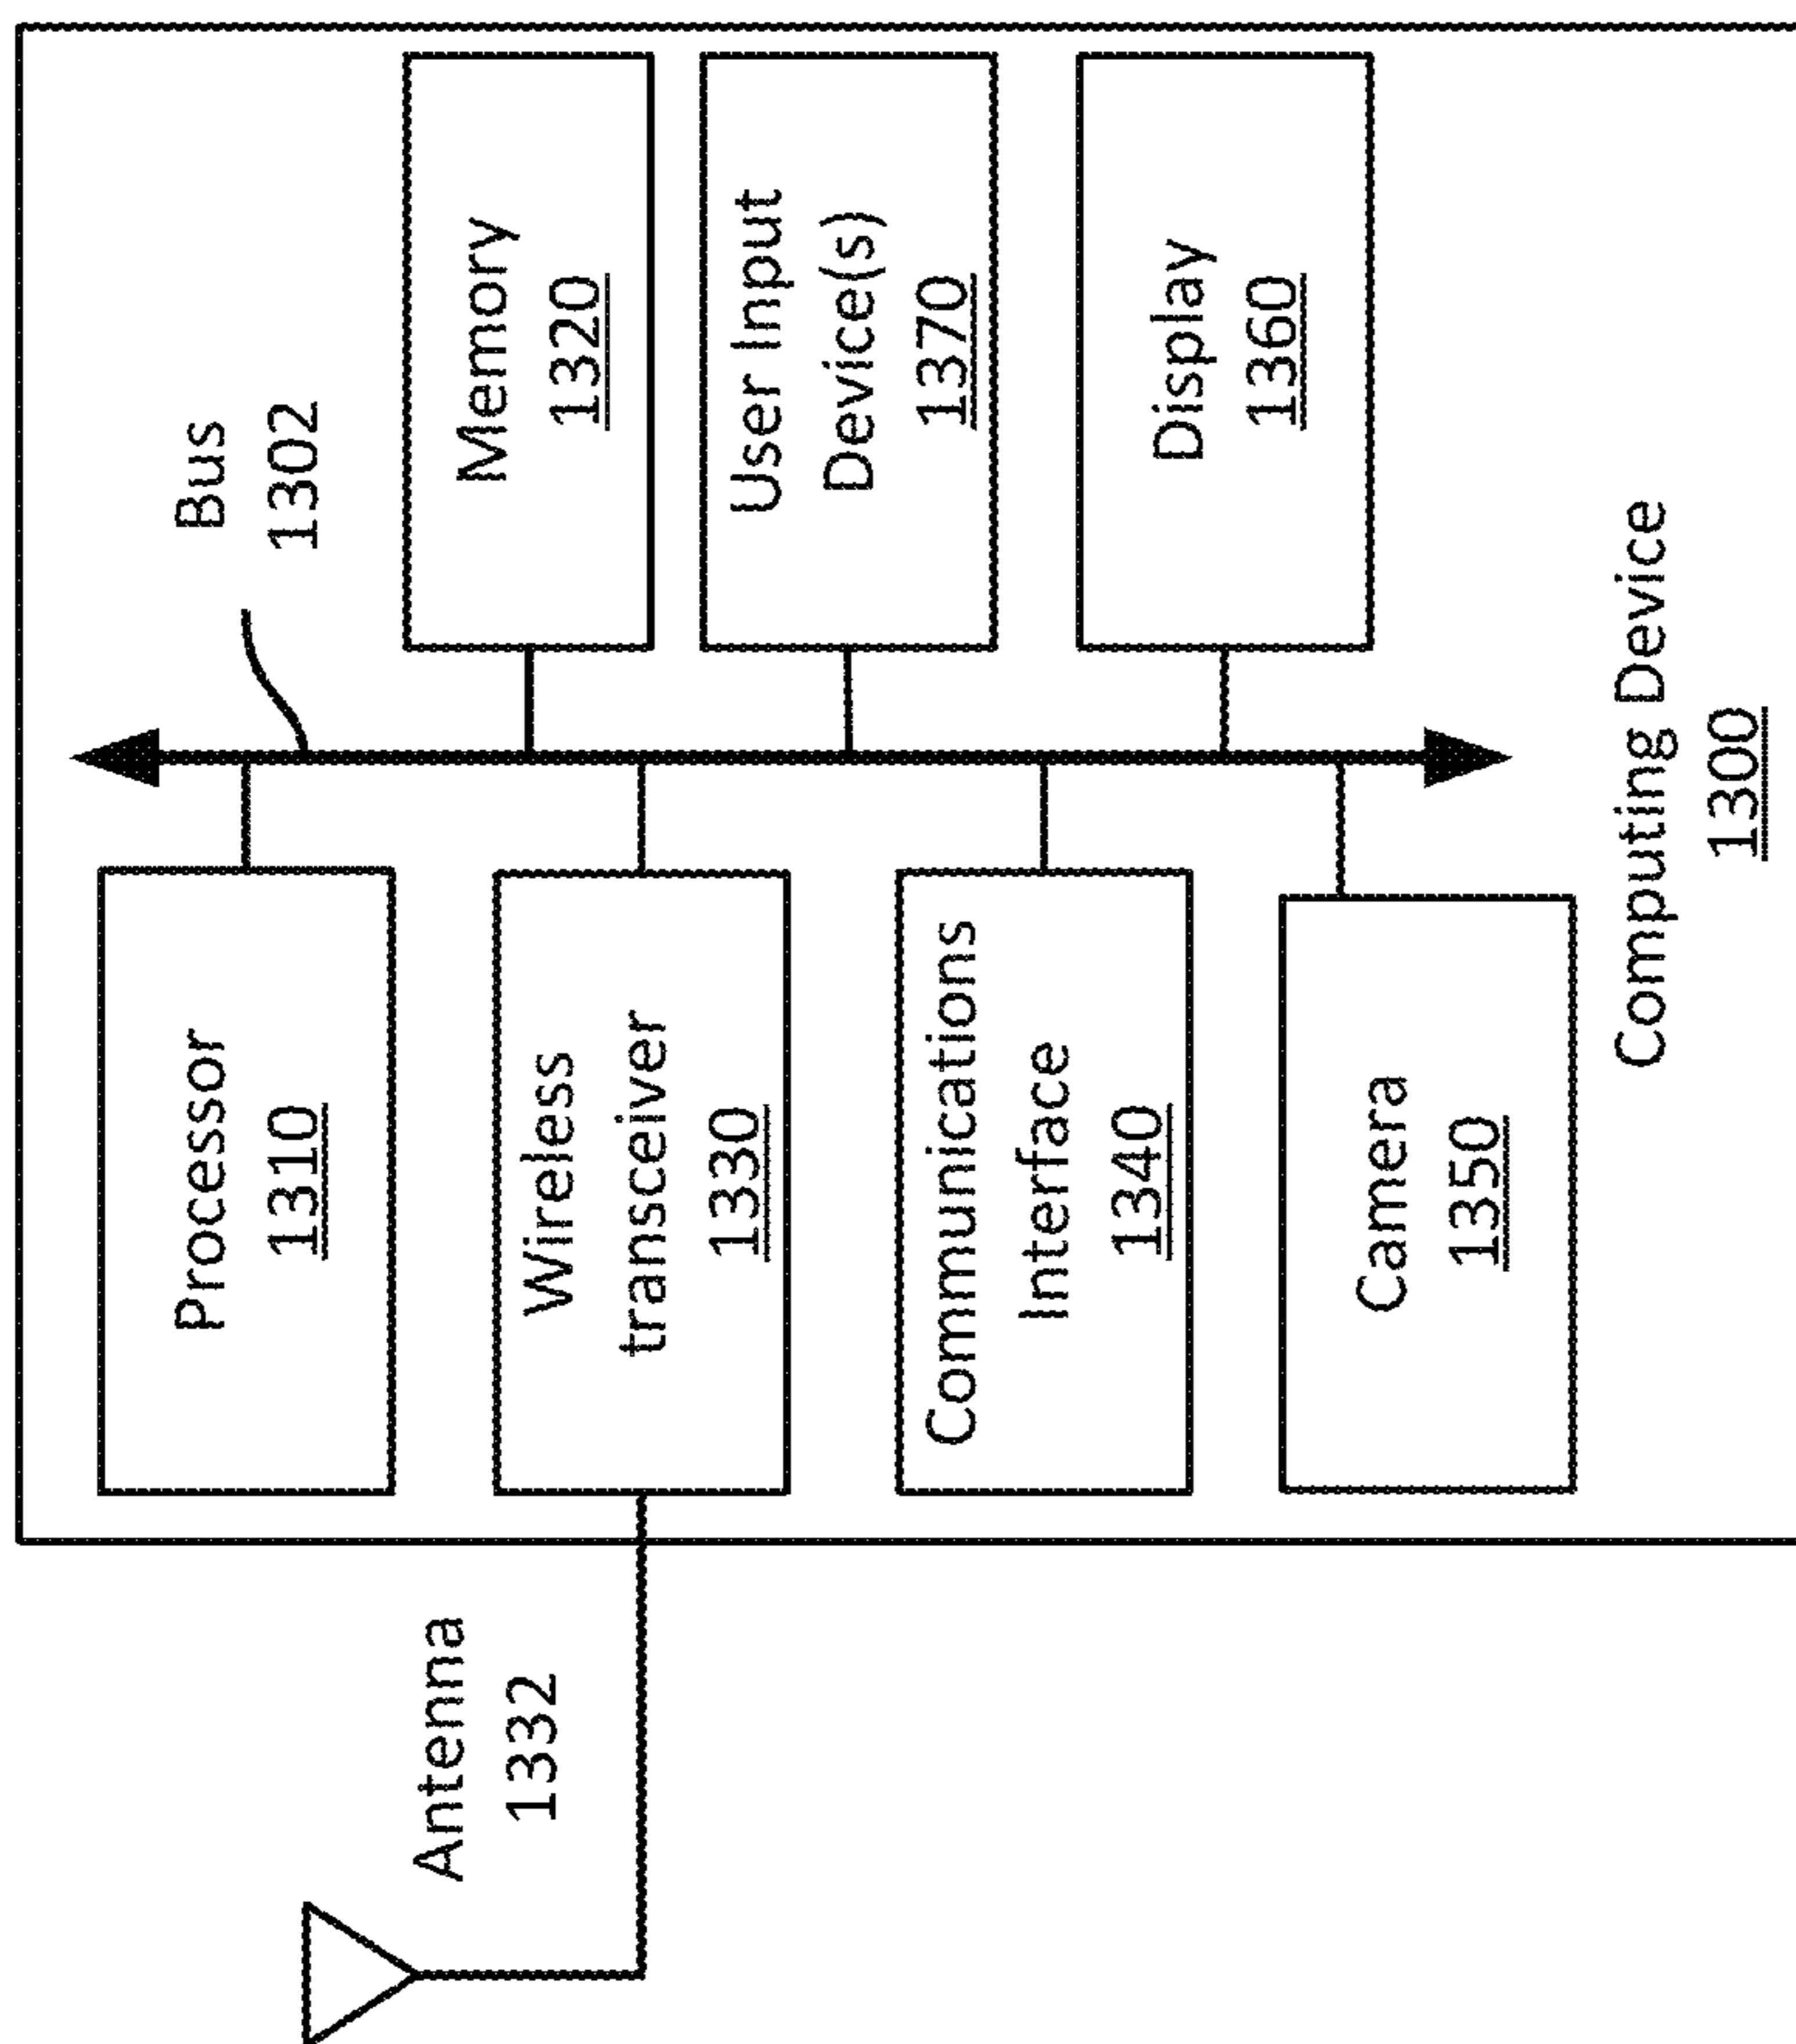 Processor
1310
Bus
1302
Antenna
1332
Memory
1320
Wireless
transceiver
1330
User Input
Device(s)
1370
Communications
Interface
1340
Display
1360
Camera
1350
Computing Device
1300